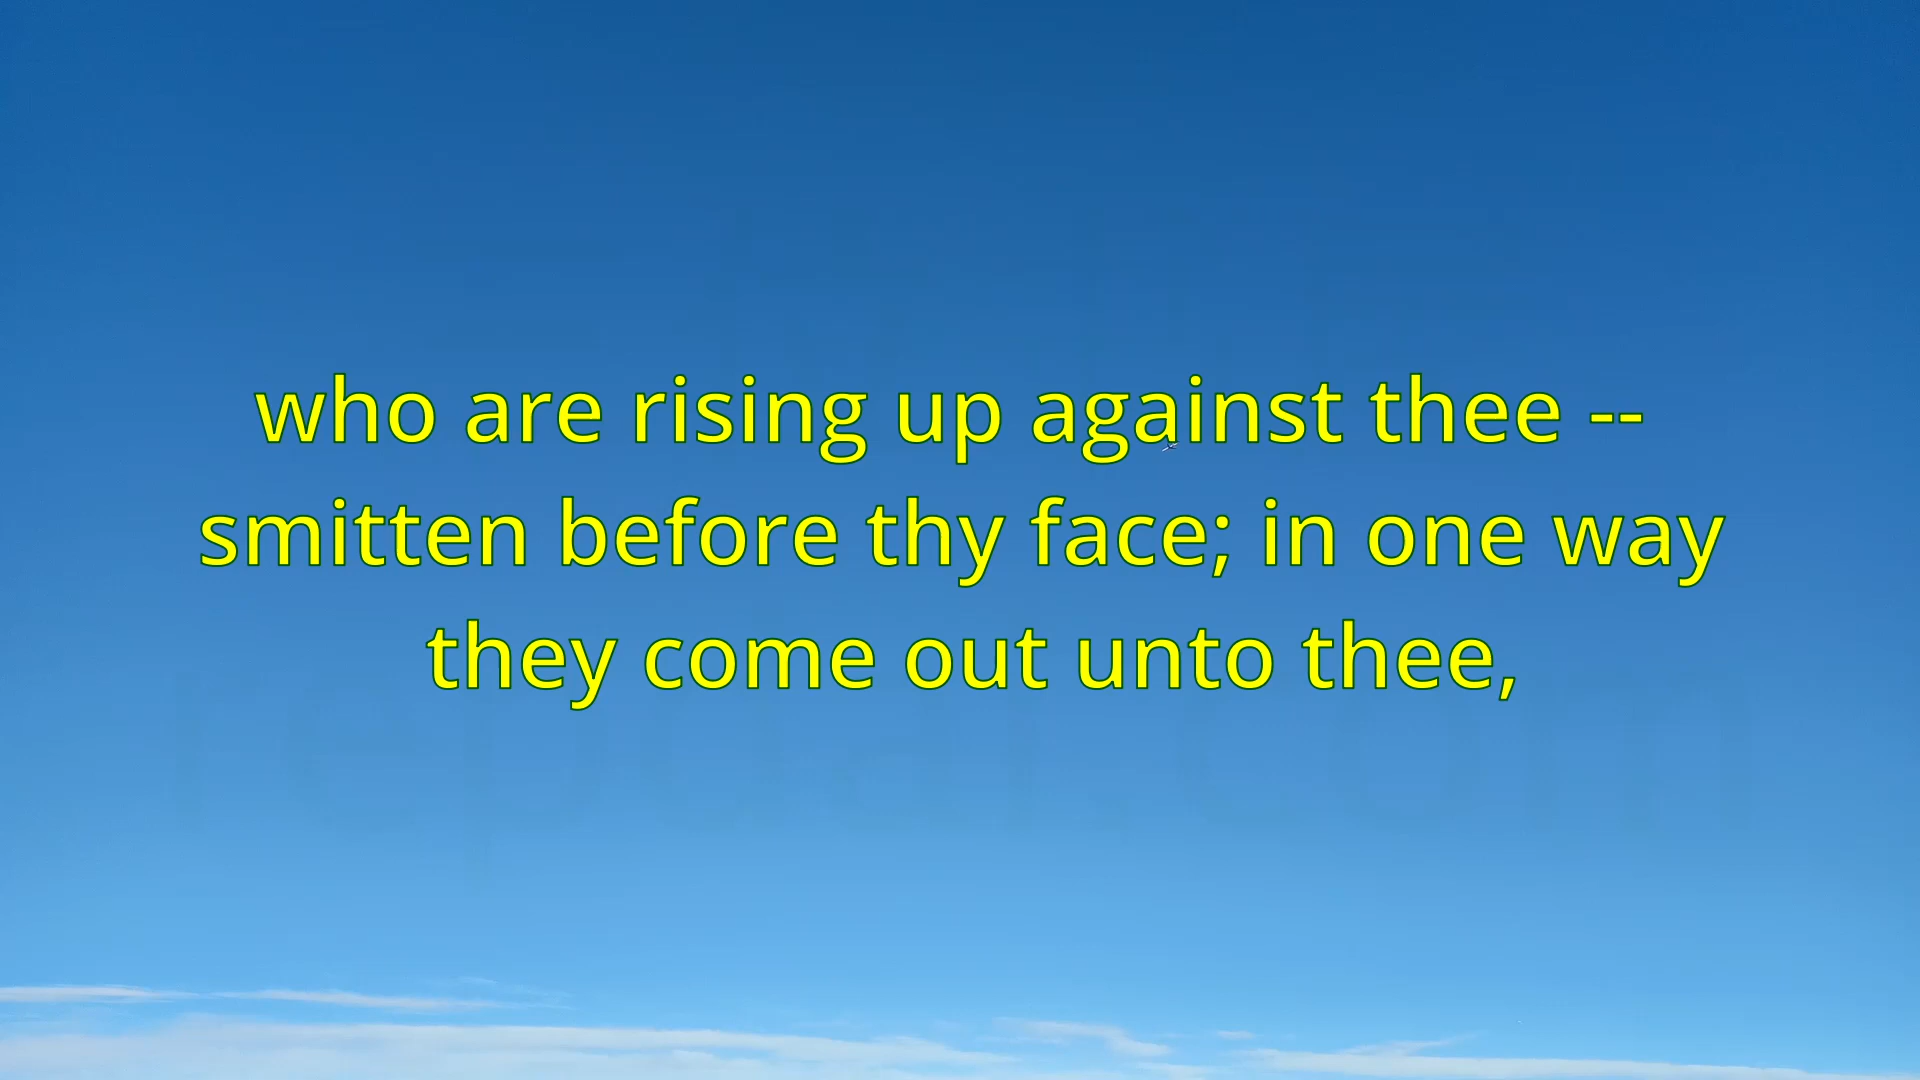 who are rising up against thee --
smitten before thy face; in one way
they come out unto thee,